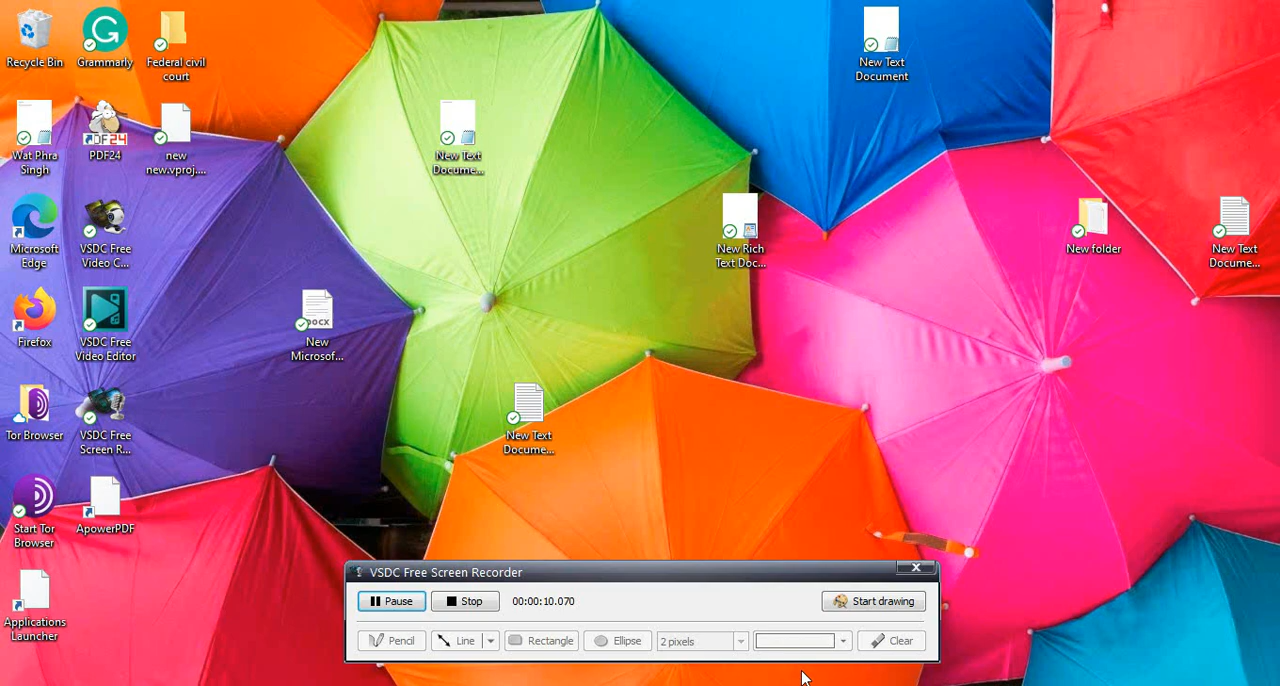 Recycle Bin
Grammarly
Federal civil
court
New Text
Document
Wat Phra
Singh
DF24
PDF24
new
new.vproj....
New Text
Docume...
Microsoft
Edge
VSDC Free
Video C...
New Rich
Text Doc...
New folder
New Text
Docume...
Firefox
VSDC Free
Video Editor
DOCX
New
Microsof...
Tor Browser
VSDC Free
Screen R...
New Text
Docume...
Start Tor
Browser
ApowerPDF
Applications
Launcher
VSDC Free Screen Recorder
Pause
Stop
00:00:10.070
Start drawing
Pencil
Line
Rectangle
Ellipse
2 pixels
Clear